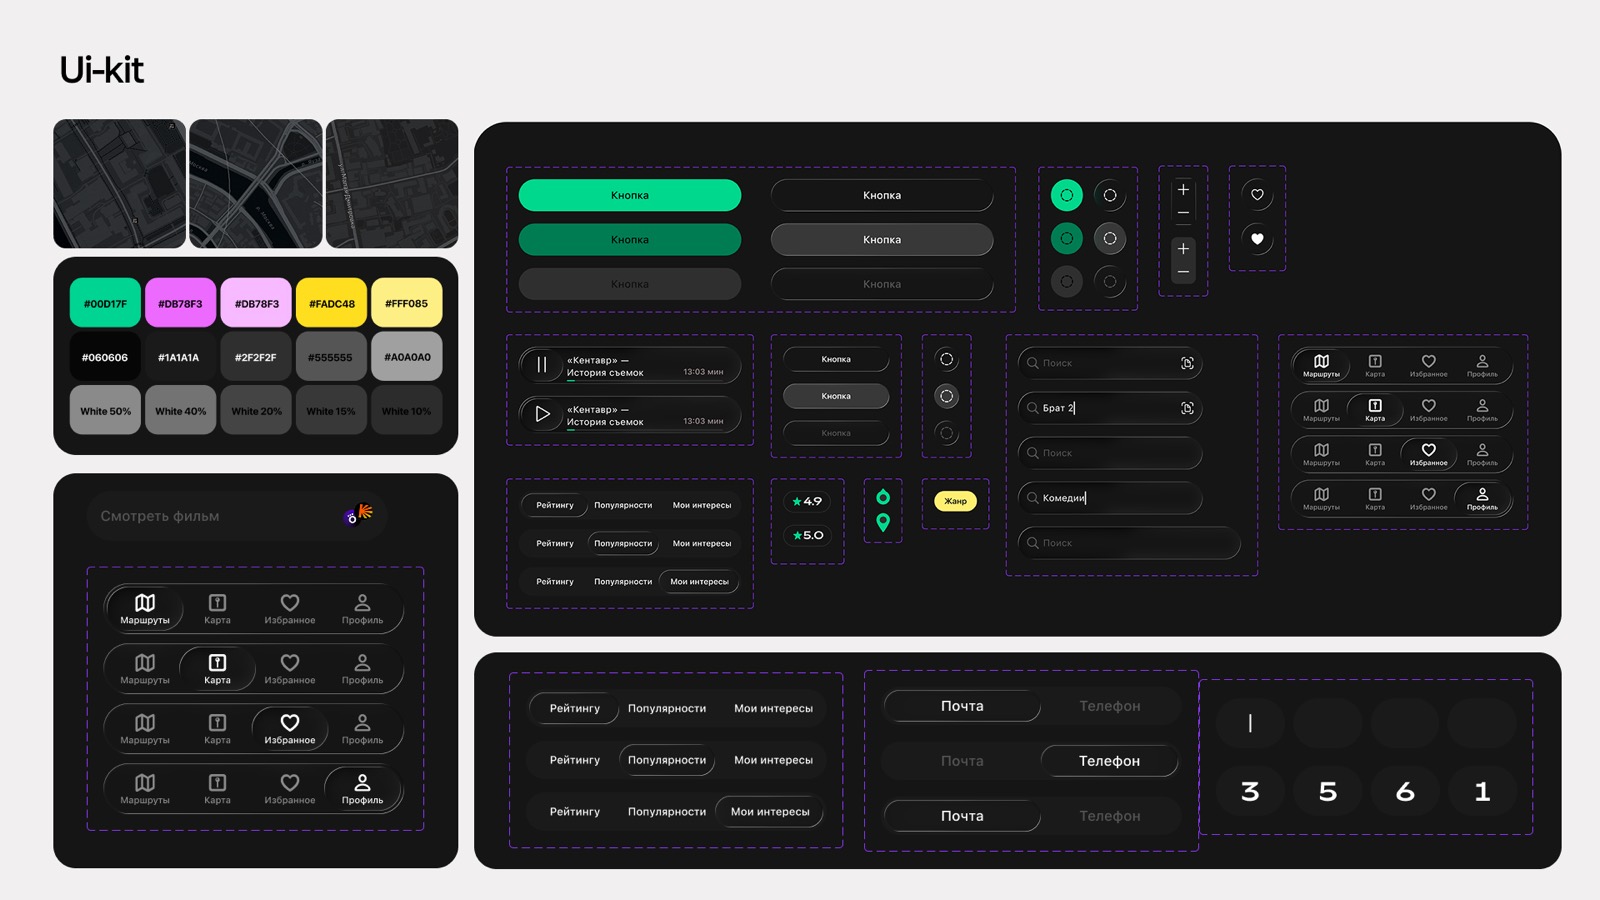 Ui-kit
#00D17F
#DB78F3
#DB78F3
#FADC48
#FFF085
#060606
#1A1A1A
#2F2F2F
#555555
#A0A0A0
White 50%
White 40%
White 20%
White 15%
White 10%
Смотреть фильм
Маршруты Карта Избранное Профиль
Маршруты Карта Избранное Профиль
Маршруты Карта Избранное Профиль
Маршруты Карта Избранное Профиль
Кнопка Кнопка
Кнопка Кнопка
Кнопка Кнопка
«Кентавр» —
История съемок 13:03 мин
«Кентавр» —
История съемок 13:03 мин
Кнопка
Кнопка
Кнопка
Поиск
Брат 2
Поиск
Комедии
Поиск
Маршруты Карта Избранное Профиль
Маршруты Карта Избранное Профиль
Маршруты Карта Избранное Профиль
Маршруты Карта Избранное Профиль
Рейтингу Популярности Мои интересы
Рейтингу Популярности Мои интересы
Рейтингу Популярности Мои интересы
4.9
5.0
Жанр
Рейтингу Популярности Мои интересы
Рейтингу Популярности Мои интересы
Рейтингу Популярности Мои интересы
Почта Телефон
Почта Телефон
Почта Телефон
3 5 6 1